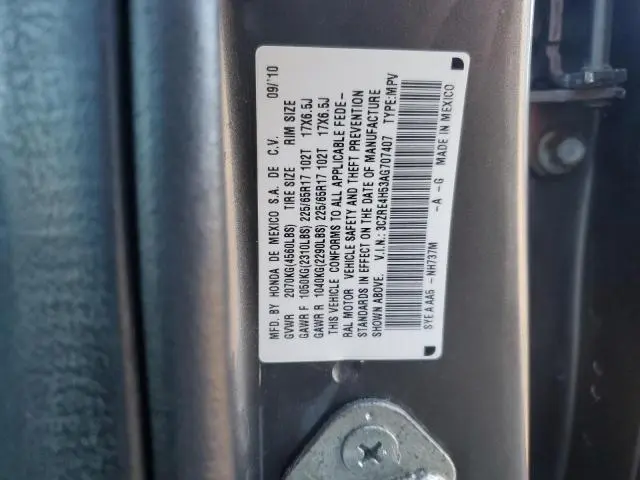 MFD. BY HONDA DE MEXICO S.A. DE C.V. 09/'10
GVWR 2070KG(4560LBS) TIRE SIZE RIM SIZE
GAWR F 1050KG(2310LBS) 225/65R17 102T 17X6.5J
GAWR R 1040KG(2290LBS) 225/65R17 102T 17X6.5J
THIS VEHICLE CONFORMS TO ALL APPLICABLE FEDE-
RAL MOTOR VEHICLE SAFETY AND THEFT PREVENTION
STANDARDS IN EFFECT ON THE DATE OF MANUFACTURE
SHOWN ABOVE. V.I.N.: 3CZRE4H53AG707407 TYPE:MPV
SYEA AA5 - NH737M -A -G MADE IN MEXICO